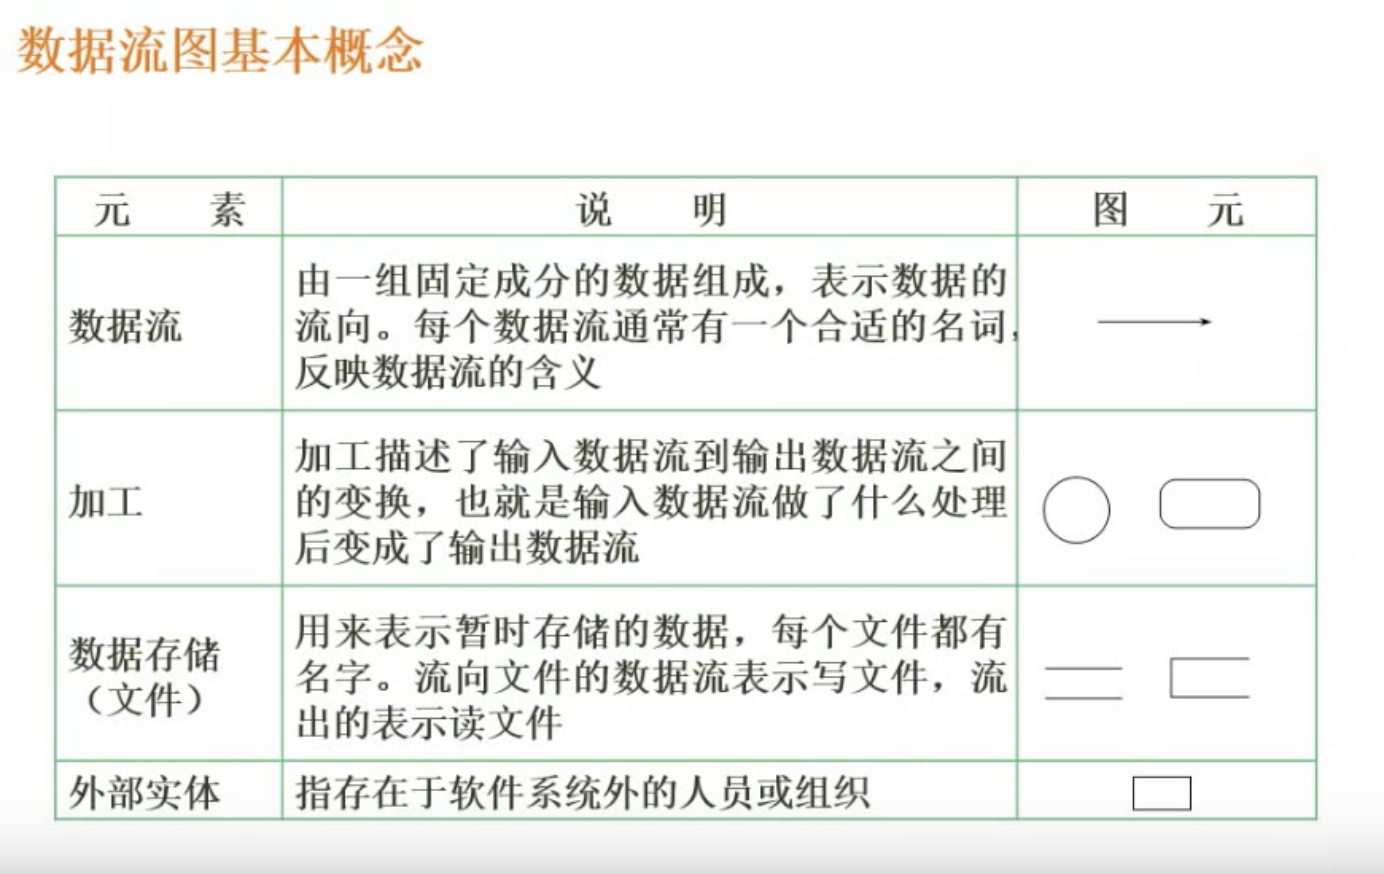 数据流图基本概念
元 素 说 明 图 元
数据流
由一组固定成分的数据组成，表示数据的
流向。每个数据流通常有一个合适的名词，
反映数据流的含义
加工
加工描述了输入数据流到输出数据流之间
的变换，也就是输入数据流做了什么处理
后变成了输出数据流
数据存储
（文件）
用来表示暂时存储的数据，每个文件都有
名字。流向文件的数据流表示写文件，流
出的表示读文件
外部实体
指存在于软件系统外的人员或组织